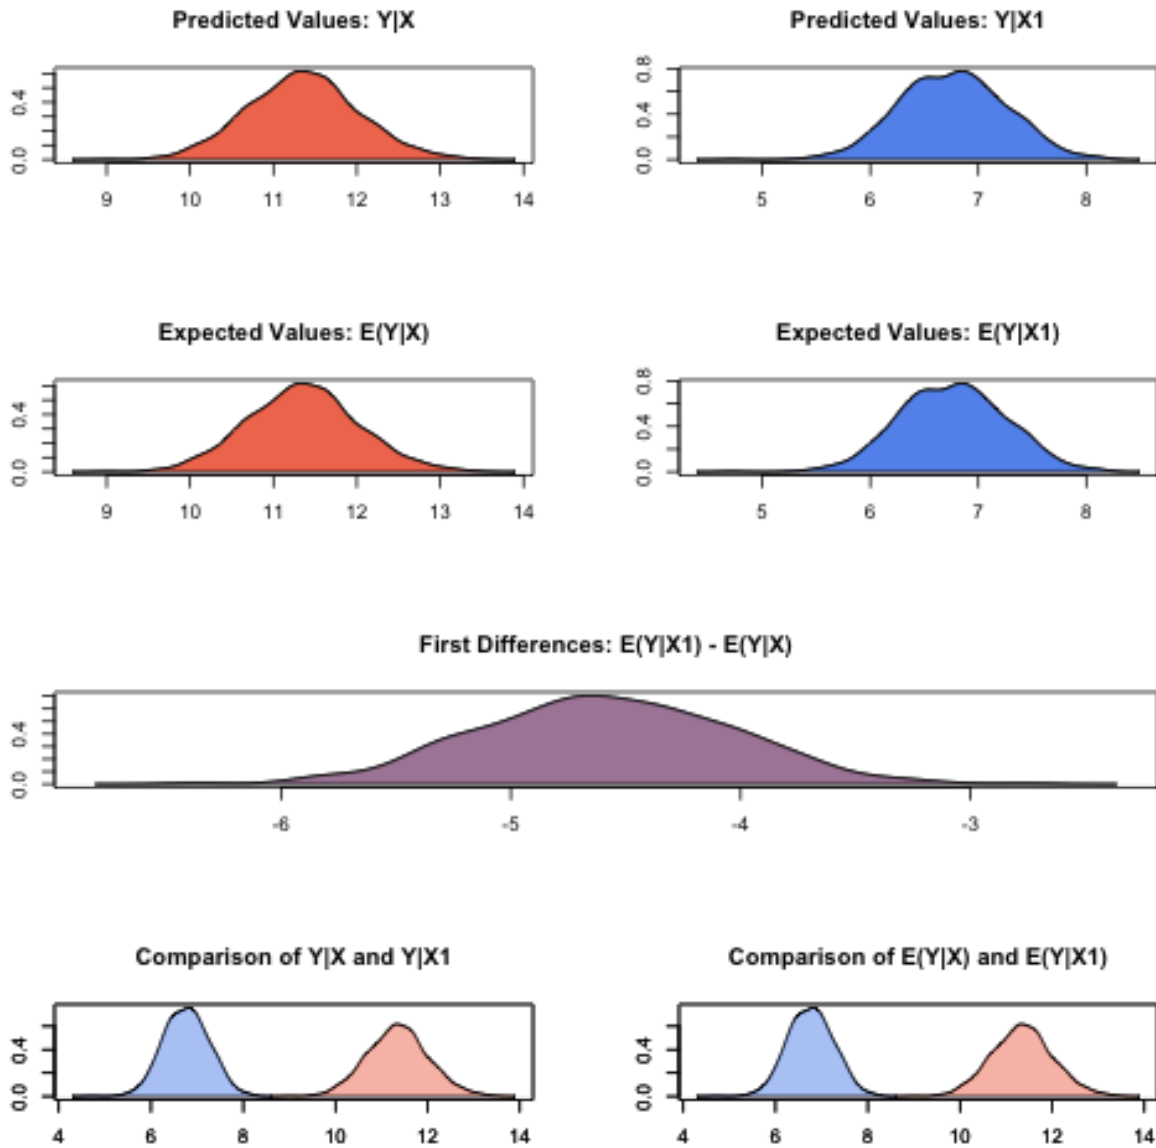 Predicted Values: Y|X
0.0 0.4
9 10 11 12 13 14
Predicted Values: Y|X1
0.0 0.4 0.8
5 6 7 8
Expected Values: E(Y|X)
0.0 0.4
9 10 11 12 13 14
Expected Values: E(Y|X1)
0.0 0.4 0.8
5 6 7 8
First Differences: E(Y|X1) - E(Y|X)
0.0 0.4
-6 -5 -4 -3
Comparison of Y|X and Y|X1
0.0 0.4
4 6 8 10 12 14
Comparison of E(Y|X) and E(Y|X1)
0.0 0.4
4 6 8 10 12 14